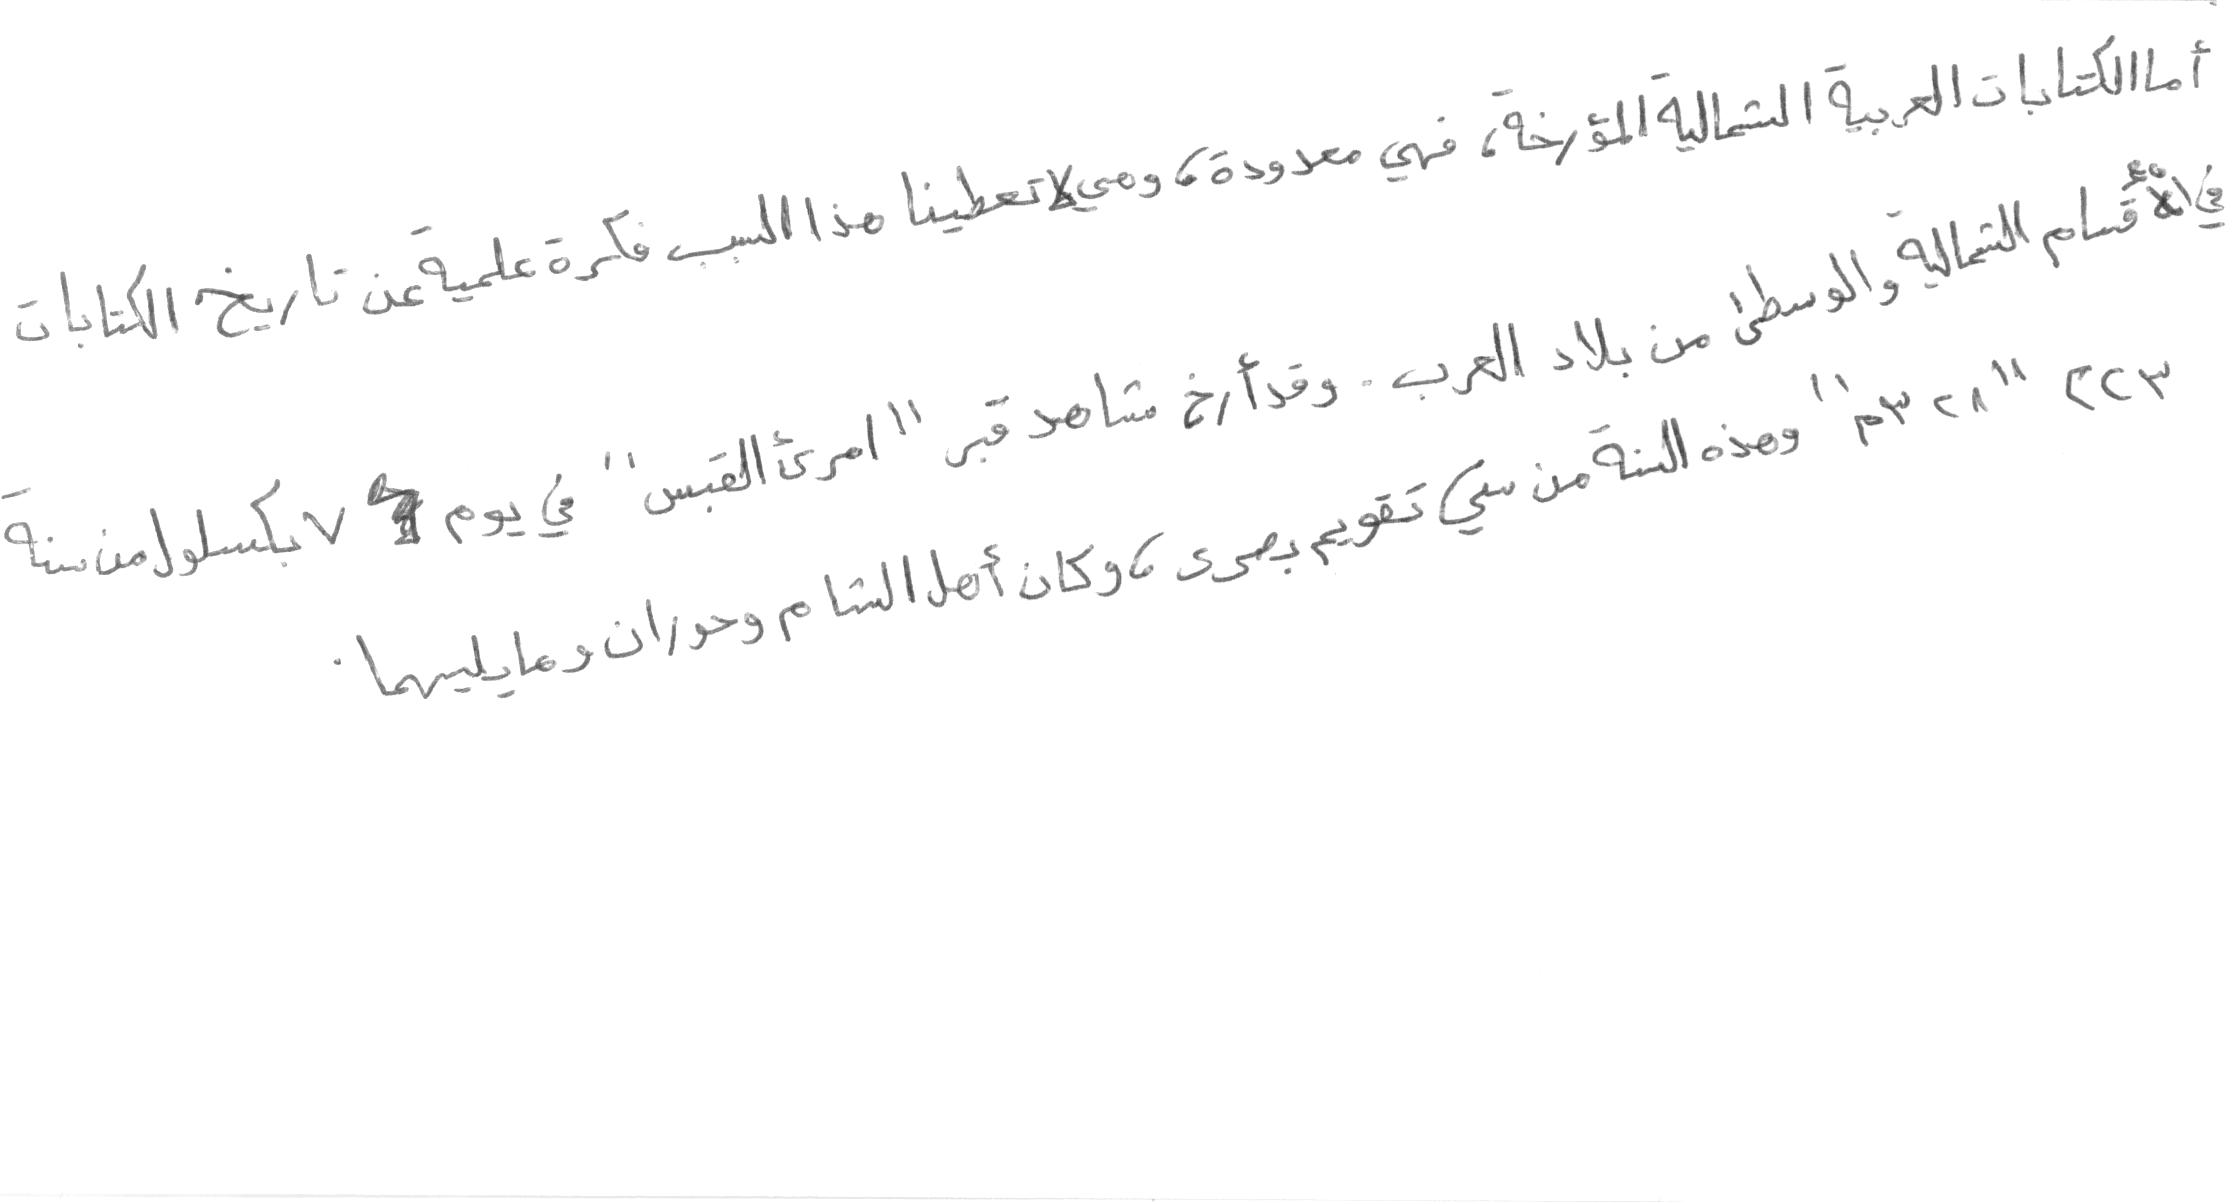 أما الكتابات العربية الشمالية المؤرخة، فهي معدودة، وهي لا تعطينا هذا السبب فكرة علمية عن تاريخ الكتابات
في الأقسام الشمالية والوسطى من بلاد العرب. وقد أرخ شاهد قبر "امرئ القيس" في يوم ٧ بكسلول من سنة
٢٢٣ "٣٢٨م" وهذه السنة من سي تقويم بصرى، وكان أهل الشام وحوران وما يليهما.